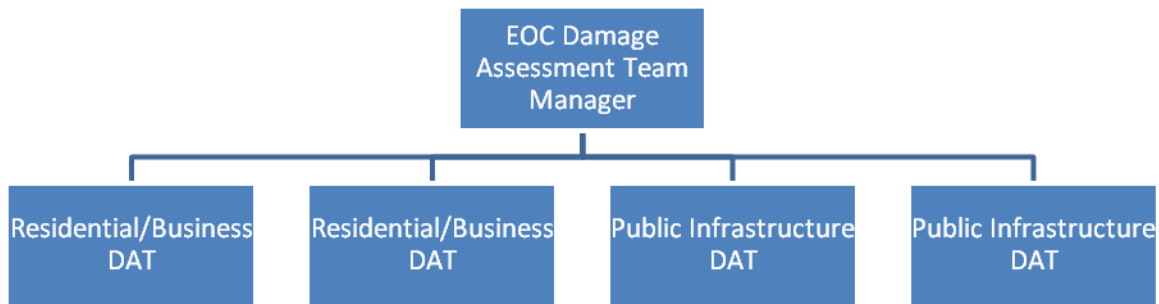 EOC Damage
Assessment Team
Manager
Residential/Business
DAT
Residential/Business
DAT
Public Infrastructure
DAT
Public Infrastructure
DAT